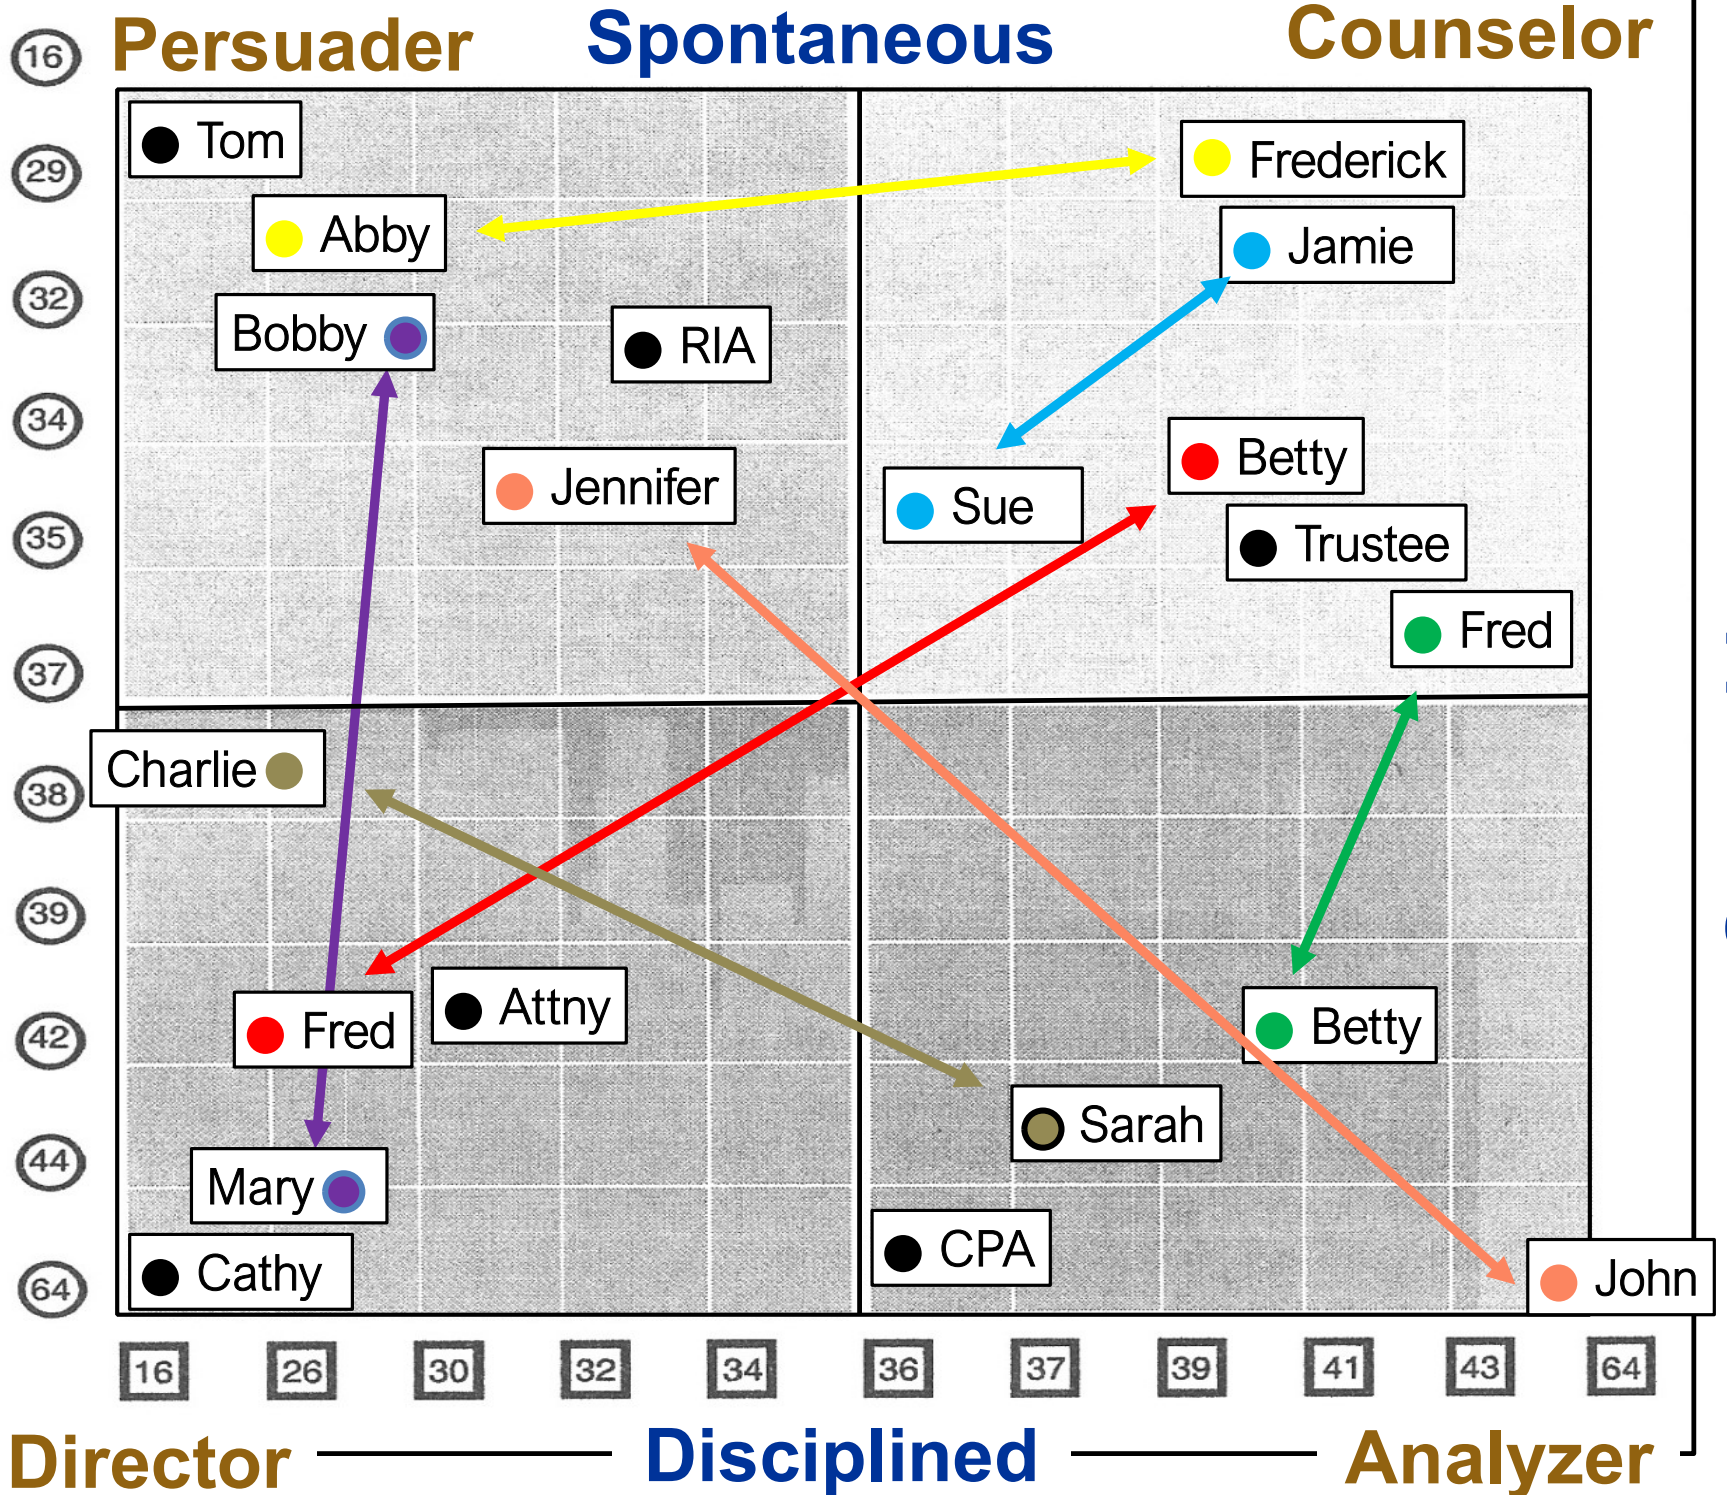 Persuader Spontaneous Counselor
16
Tom
29
Frederick
Abby
Jamie
32
Bobby
RIA
34
Betty
Jennifer
Sue
35
Trustee
Fred
37
Charlie
38
39
Attny
Fred
Betty
42
Sarah
44
Mary
CPA
Cathy
John
64
16 26 30 32 34 36 37 39 41 43 64
Director Disciplined Analyzer